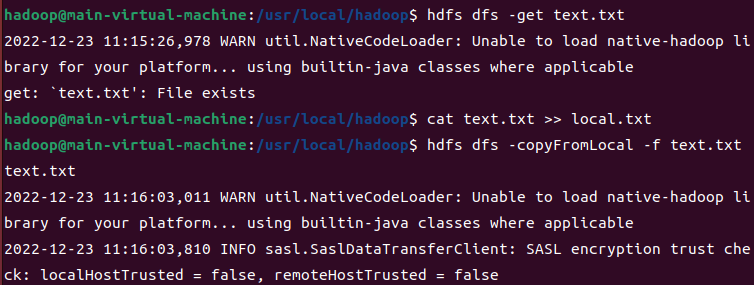 hadoop@main-virtual-machine:/usr/local/hadoop$ hdfs dfs -get text.txt
2022-12-23 11:15:26,978 WARN util.NativeCodeLoader: Unable to load native-hadoop li
brary for your platform... using builtin-java classes where applicable
get: `text.txt': File exists
hadoop@main-virtual-machine:/usr/local/hadoop$ cat text.txt >> local.txt
hadoop@main-virtual-machine:/usr/local/hadoop$ hdfs dfs -copyFromLocal -f text.txt
text.txt
2022-12-23 11:16:03,011 WARN util.NativeCodeLoader: Unable to load native-hadoop li
brary for your platform... using builtin-java classes where applicable
2022-12-23 11:16:03,810 INFO sasl.SaslDataTransferClient: SASL encryption trust che
ck: localHostTrusted = false, remoteHostTrusted = false